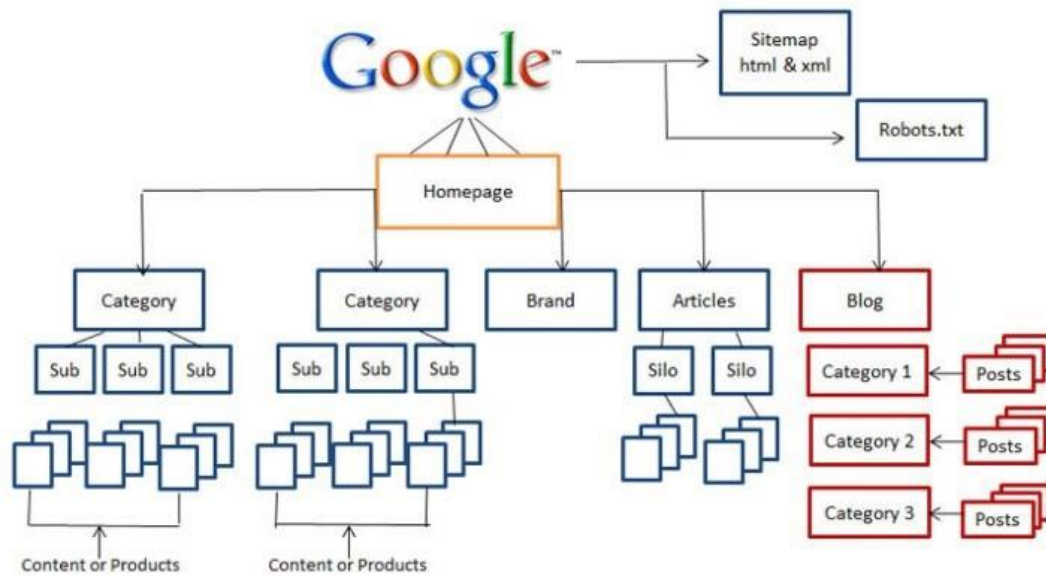 Google™
Sitemap
html & xml
Robots.txt
Homepage
Category
Category
Brand
Articles
Blog
Sub
Sub
Sub
Sub
Sub
Sub
Silo
Silo
Category 1
Posts
Category 2
Posts
Category 3
Posts
Content or Products
Content or Products